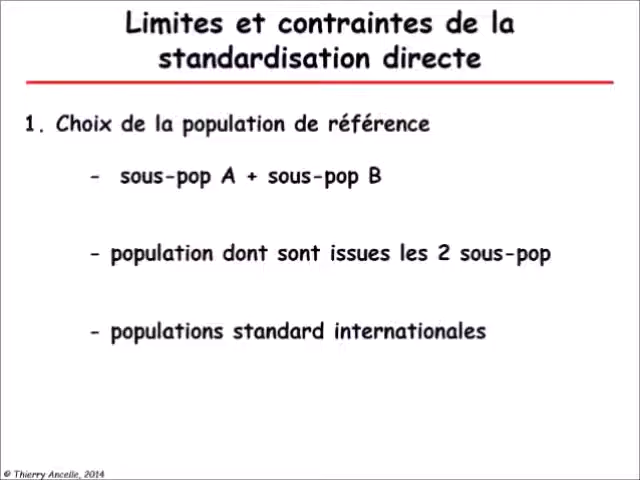 Limites et contraintes de la
standardisation directe
1. Choix de la population de référence
- sous-pop A + sous-pop B
- population dont sont issues les 2 sous-pop
- populations standard internationales
© Thierry Ancelle, 2014